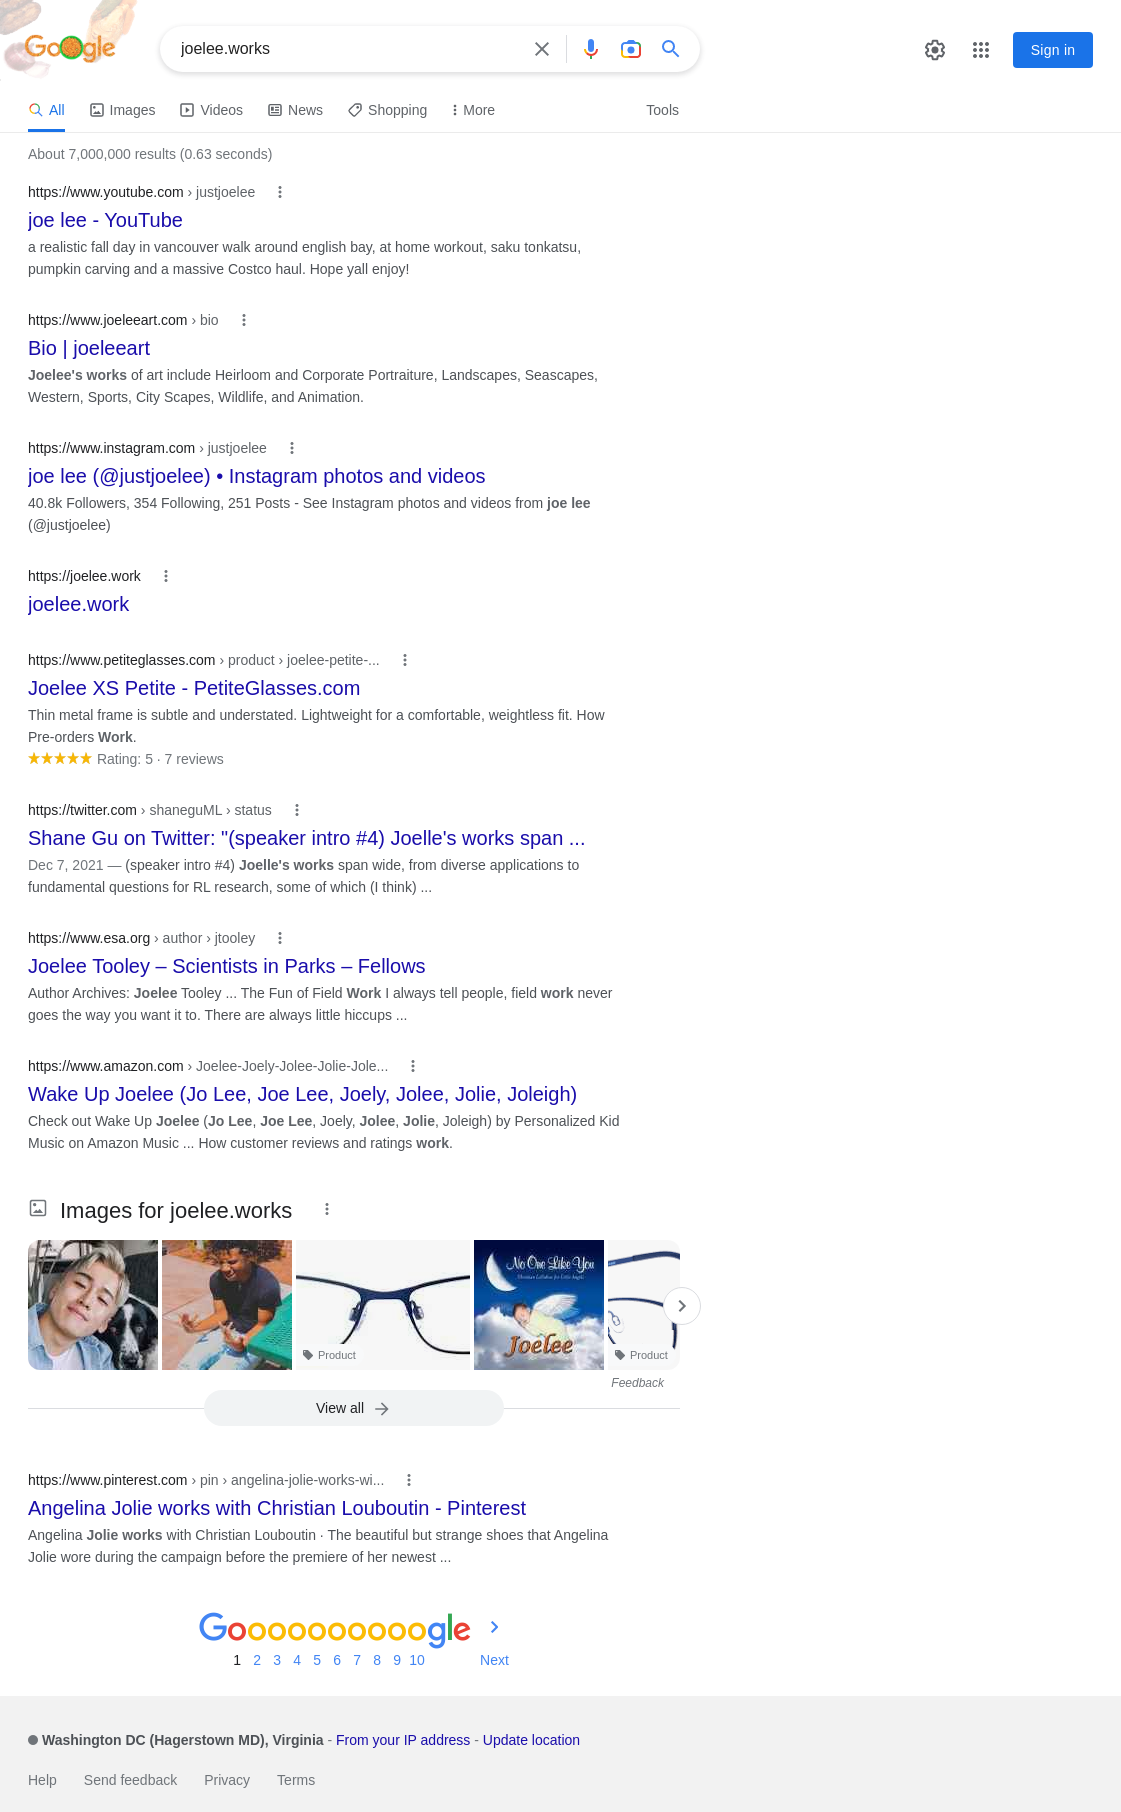 Google
joelee.works
Sign in
All
Images
Videos
News
Shopping
More
Tools
About 7,000,000 results (0.63 seconds)
https://www.youtube.com › justjoelee
joe lee - YouTube
a realistic fall day in vancouver walk around english bay, at home workout, saku tonkatsu,
pumpkin carving and a massive Costco haul. Hope yall enjoy!
https://www.joeleeart.com › bio
Bio | joeleeart
Joelee's works of art include Heirloom and Corporate Portraiture, Landscapes, Seascapes,
Western, Sports, City Scapes, Wildlife, and Animation.
https://www.instagram.com › justjoelee
joe lee (@justjoelee) • Instagram photos and videos
40.8k Followers, 354 Following, 251 Posts - See Instagram photos and videos from joe lee
(@justjoelee)
https://joelee.work
joelee.work
https://www.petiteglasses.com › product › joelee-petite-...
Joelee XS Petite - PetiteGlasses.com
Thin metal frame is subtle and understated. Lightweight for a comfortable, weightless fit. How
Pre-orders Work.
Rating: 5 · 7 reviews
https://twitter.com › shaneguML › status
Shane Gu on Twitter: "(speaker intro #4) Joelle's works span ...
Dec 7, 2021 — (speaker intro #4) Joelle's works span wide, from diverse applications to
fundamental questions for RL research, some of which (I think) ...
https://www.esa.org › author › jtooley
Joelee Tooley – Scientists in Parks – Fellows
Author Archives: Joelee Tooley ... The Fun of Field Work I always tell people, field work never
goes the way you want it to. There are always little hiccups ...
https://www.amazon.com › Joelee-Joely-Jolee-Jolie-Jole...
Wake Up Joelee (Jo Lee, Joe Lee, Joely, Jolee, Jolie, Joleigh)
Check out Wake Up Joelee (Jo Lee, Joe Lee, Joely, Jolee, Jolie, Joleigh) by Personalized Kid
Music on Amazon Music ... How customer reviews and ratings work.
Images for joelee.works
No One Like You
Joelee
Product
Product
Feedback
View all
https://www.pinterest.com › pin › angelina-jolie-works-wi...
Angelina Jolie works with Christian Louboutin - Pinterest
Angelina Jolie works with Christian Louboutin · The beautiful but strange shoes that Angelina
Jolie wore during the campaign before the premiere of her newest ...
Goooooooooogle
1 2 3 4 5 6 7 8 9 10 Next
Washington DC (Hagerstown MD), Virginia - From your IP address - Update location
Help
Send feedback
Privacy
Terms